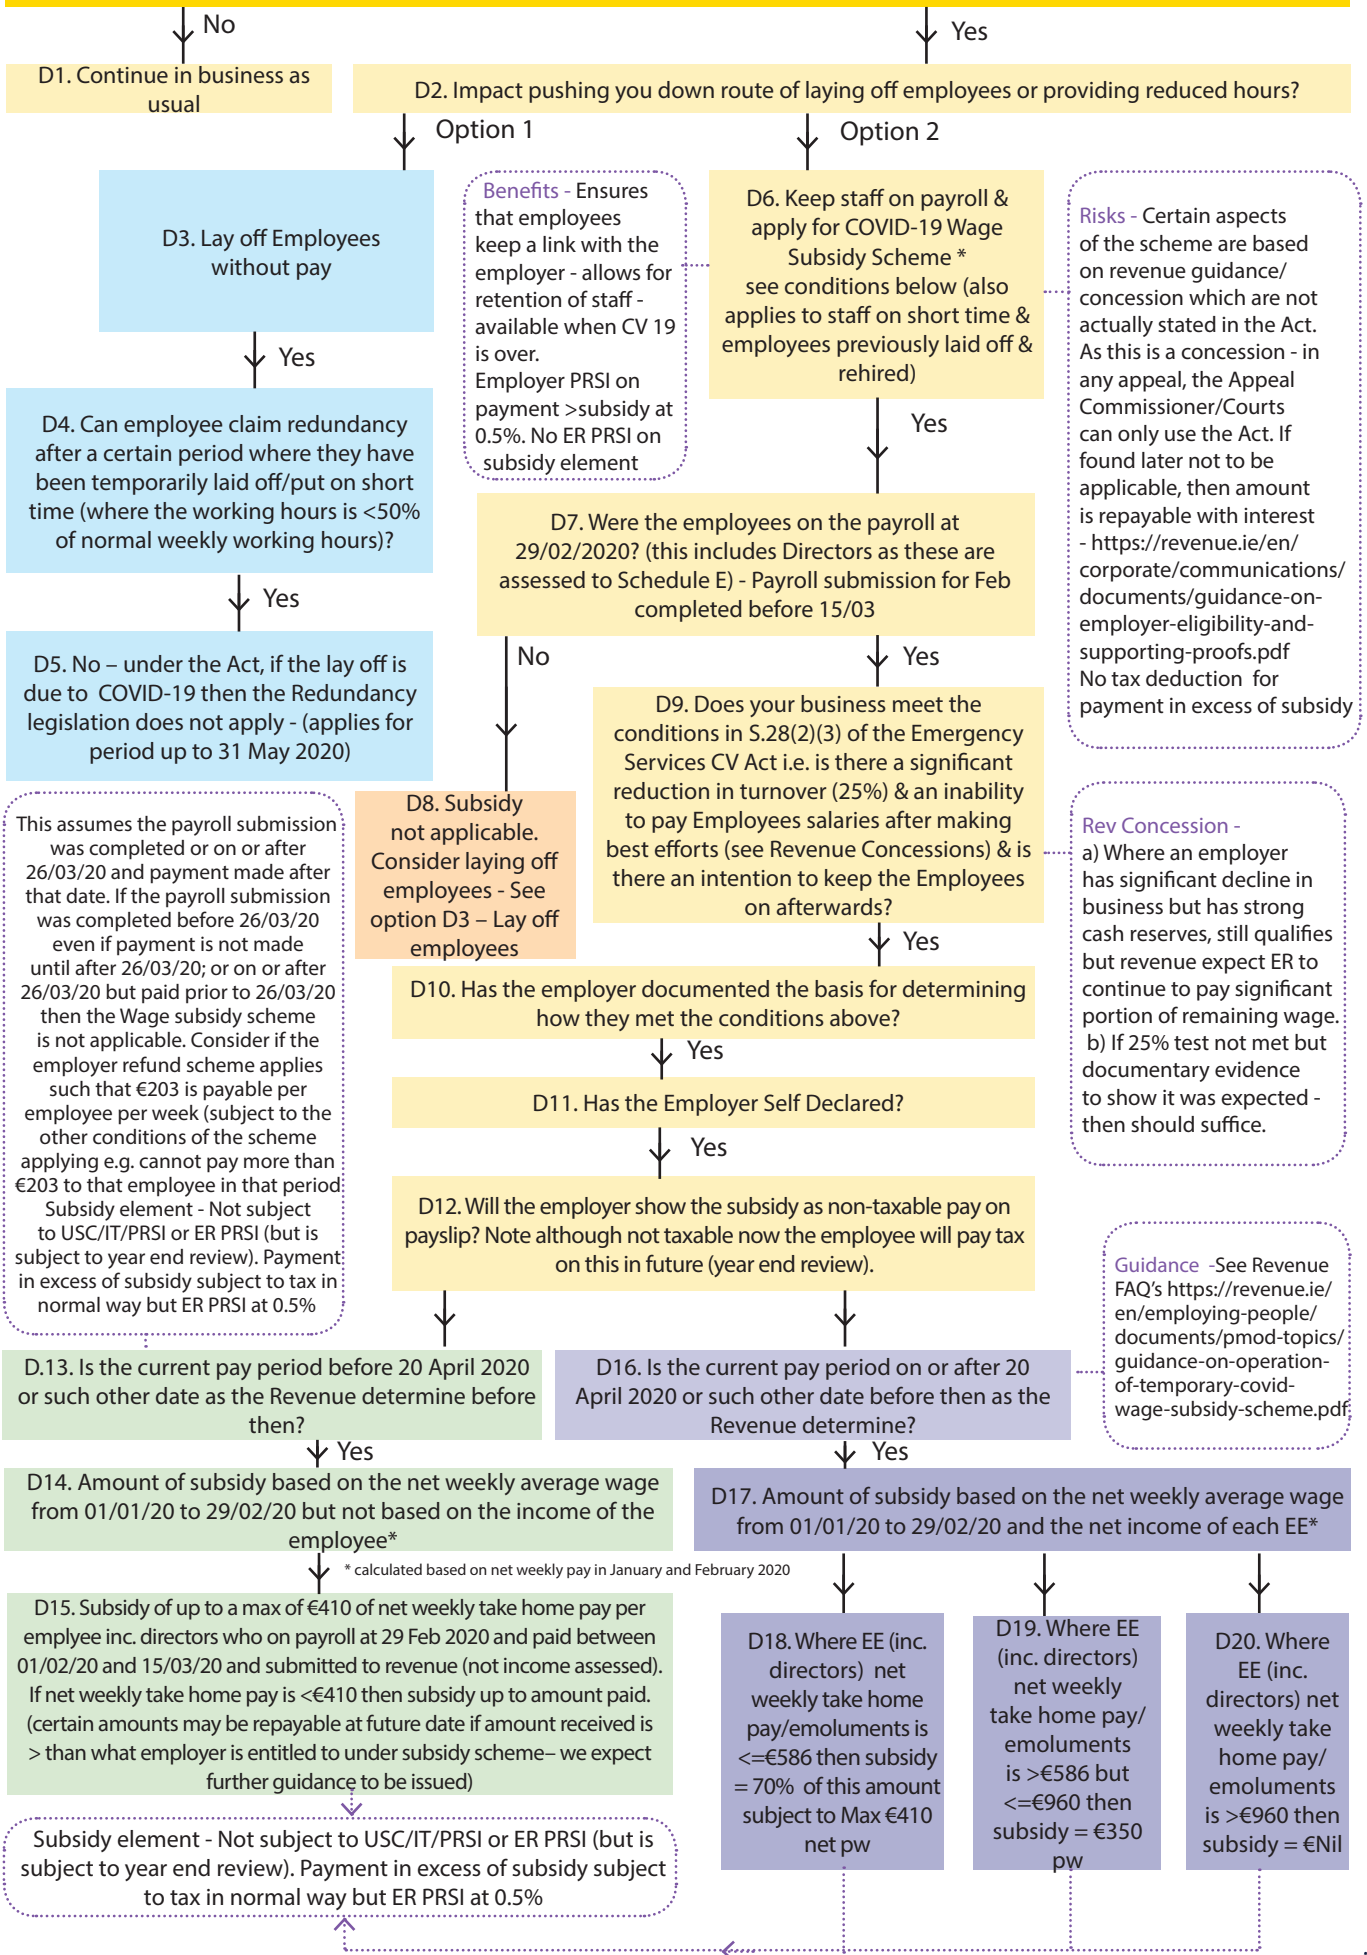 No
Yes
D1. Continue in business as
usual
D2. Impact pushing you down route of laying off employees or providing reduced hours?
Option 1
Option 2
D3. Lay off Employees
without pay
Benefits - Ensures
that employees
keep a link with the
employer - allows for
retention of staff -
available when CV 19
is over.
Employer PRSI on
payment >subsidy at
0.5%. No ER PRSI on
subsidy element
D6. Keep staff on payroll &
apply for COVID-19 Wage
Subsidy Scheme *
see conditions below (also
applies to staff on short time &
employees previously laid off &
rehired)
Risks - Certain aspects
of the scheme are based
on revenue guidance/
concession which are not
actually stated in the Act.
As this is a concession - in
any appeal, the Appeal
Commissioner/Courts
can only use the Act. If
found later not to be
applicable, then amount
is repayable with interest
- https://revenue.ie/en/
corporate/communications/
documents/guidance-on-
employer-eligibility-and-
supporting-proofs.pdf
No tax deduction for
payment in excess of subsidy
Yes
D4. Can employee claim redundancy
after a certain period where they have
been temporarily laid off/put on short
time (where the working hours is <50%
of normal weekly working hours)?
Yes
D7. Were the employees on the payroll at
29/02/2020? (this includes Directors as these are
assessed to Schedule E) - Payroll submission for Feb
completed before 15/03
Yes
D5. No – under the Act, if the lay off is
due to COVID-19 then the Redundancy
legislation does not apply - (applies for
period up to 31 May 2020)
No
Yes
D9. Does your business meet the
conditions in S.28(2)(3) of the Emergency
Services CV Act i.e. is there a significant
reduction in turnover (25%) & an inability
to pay Employees salaries after making
best efforts (see Revenue Concessions) & is
there an intention to keep the Employees
on afterwards?
D8. Subsidy
not applicable.
Consider laying off
employees - See
option D3 – Lay off
employees
This assumes the payroll submission
was completed or on or after
26/03/20 and payment made after
that date. If the payroll submission
was completed before 26/03/20
even if payment is not made
until after 26/03/20; or on or after
26/03/20 but paid prior to 26/03/20
then the Wage subsidy scheme
is not applicable. Consider if the
employer refund scheme applies
such that €203 is payable per
employee per week (subject to the
other conditions of the scheme
applying e.g. cannot pay more than
€203 to that employee in that period
Subsidy element - Not subject
to USC/IT/PRSI or ER PRSI (but is
subject to year end review). Payment
in excess of subsidy subject to tax in
normal way but ER PRSI at 0.5%
Rev Concession -
a) Where an employer
has significant decline in
business but has strong
cash reserves, still qualifies
but revenue expect ER to
continue to pay significant
portion of remaining wage.
b) If 25% test not met but
documentary evidence
to show it was expected -
then should suffice.
Yes
D10. Has the employer documented the basis for determining
how they met the conditions above?
Yes
D11. Has the Employer Self Declared?
Yes
D12. Will the employer show the subsidy as non-taxable pay on
payslip? Note although not taxable now the employee will pay tax
on this in future (year end review).
Guidance -See Revenue
FAQ's https://revenue.ie/
en/employing-people/
documents/pmod-topics/
guidance-on-operation-
of-temporary-covid-
wage-subsidy-scheme.pdf
D.13. Is the current pay period before 20 April 2020
or such other date as the Revenue determine before
then?
D16. Is the current pay period on or after 20
April 2020 or such other date before then as the
Revenue determine?
Yes
Yes
D14. Amount of subsidy based on the net weekly average wage
from 01/01/20 to 29/02/20 but not based on the income of the
employee*
D17. Amount of subsidy based on the net weekly average wage
from 01/01/20 to 29/02/20 and the net income of each EE*
* calculated based on net weekly pay in January and February 2020
D15. Subsidy of up to a max of €410 of net weekly take home pay per
emplyee inc. directors who on payroll at 29 Feb 2020 and paid between
01/02/20 and 15/03/20 and submitted to revenue (not income assessed).
If net weekly take home pay is <€410 then subsidy up to amount paid.
(certain amounts may be repayable at future date if amount received is
> than what employer is entitled to under subsidy scheme– we expect
further guidance to be issued)
D18. Where EE (inc.
directors) net
weekly take home
pay/emoluments is
<=€586 then subsidy
= 70% of this amount
subject to Max €410
net pw
D19. Where EE
(inc. directors)
net weekly
take home pay/
emoluments
is >€586 but
<=€960 then
subsidy = €350
pw
D20. Where
EE (inc.
directors) net
weekly take
home pay/
emoluments
is >€960 then
subsidy = €Nil
Subsidy element - Not subject to USC/IT/PRSI or ER PRSI (but is
subject to year end review). Payment in excess of subsidy subject
to tax in normal way but ER PRSI at 0.5%